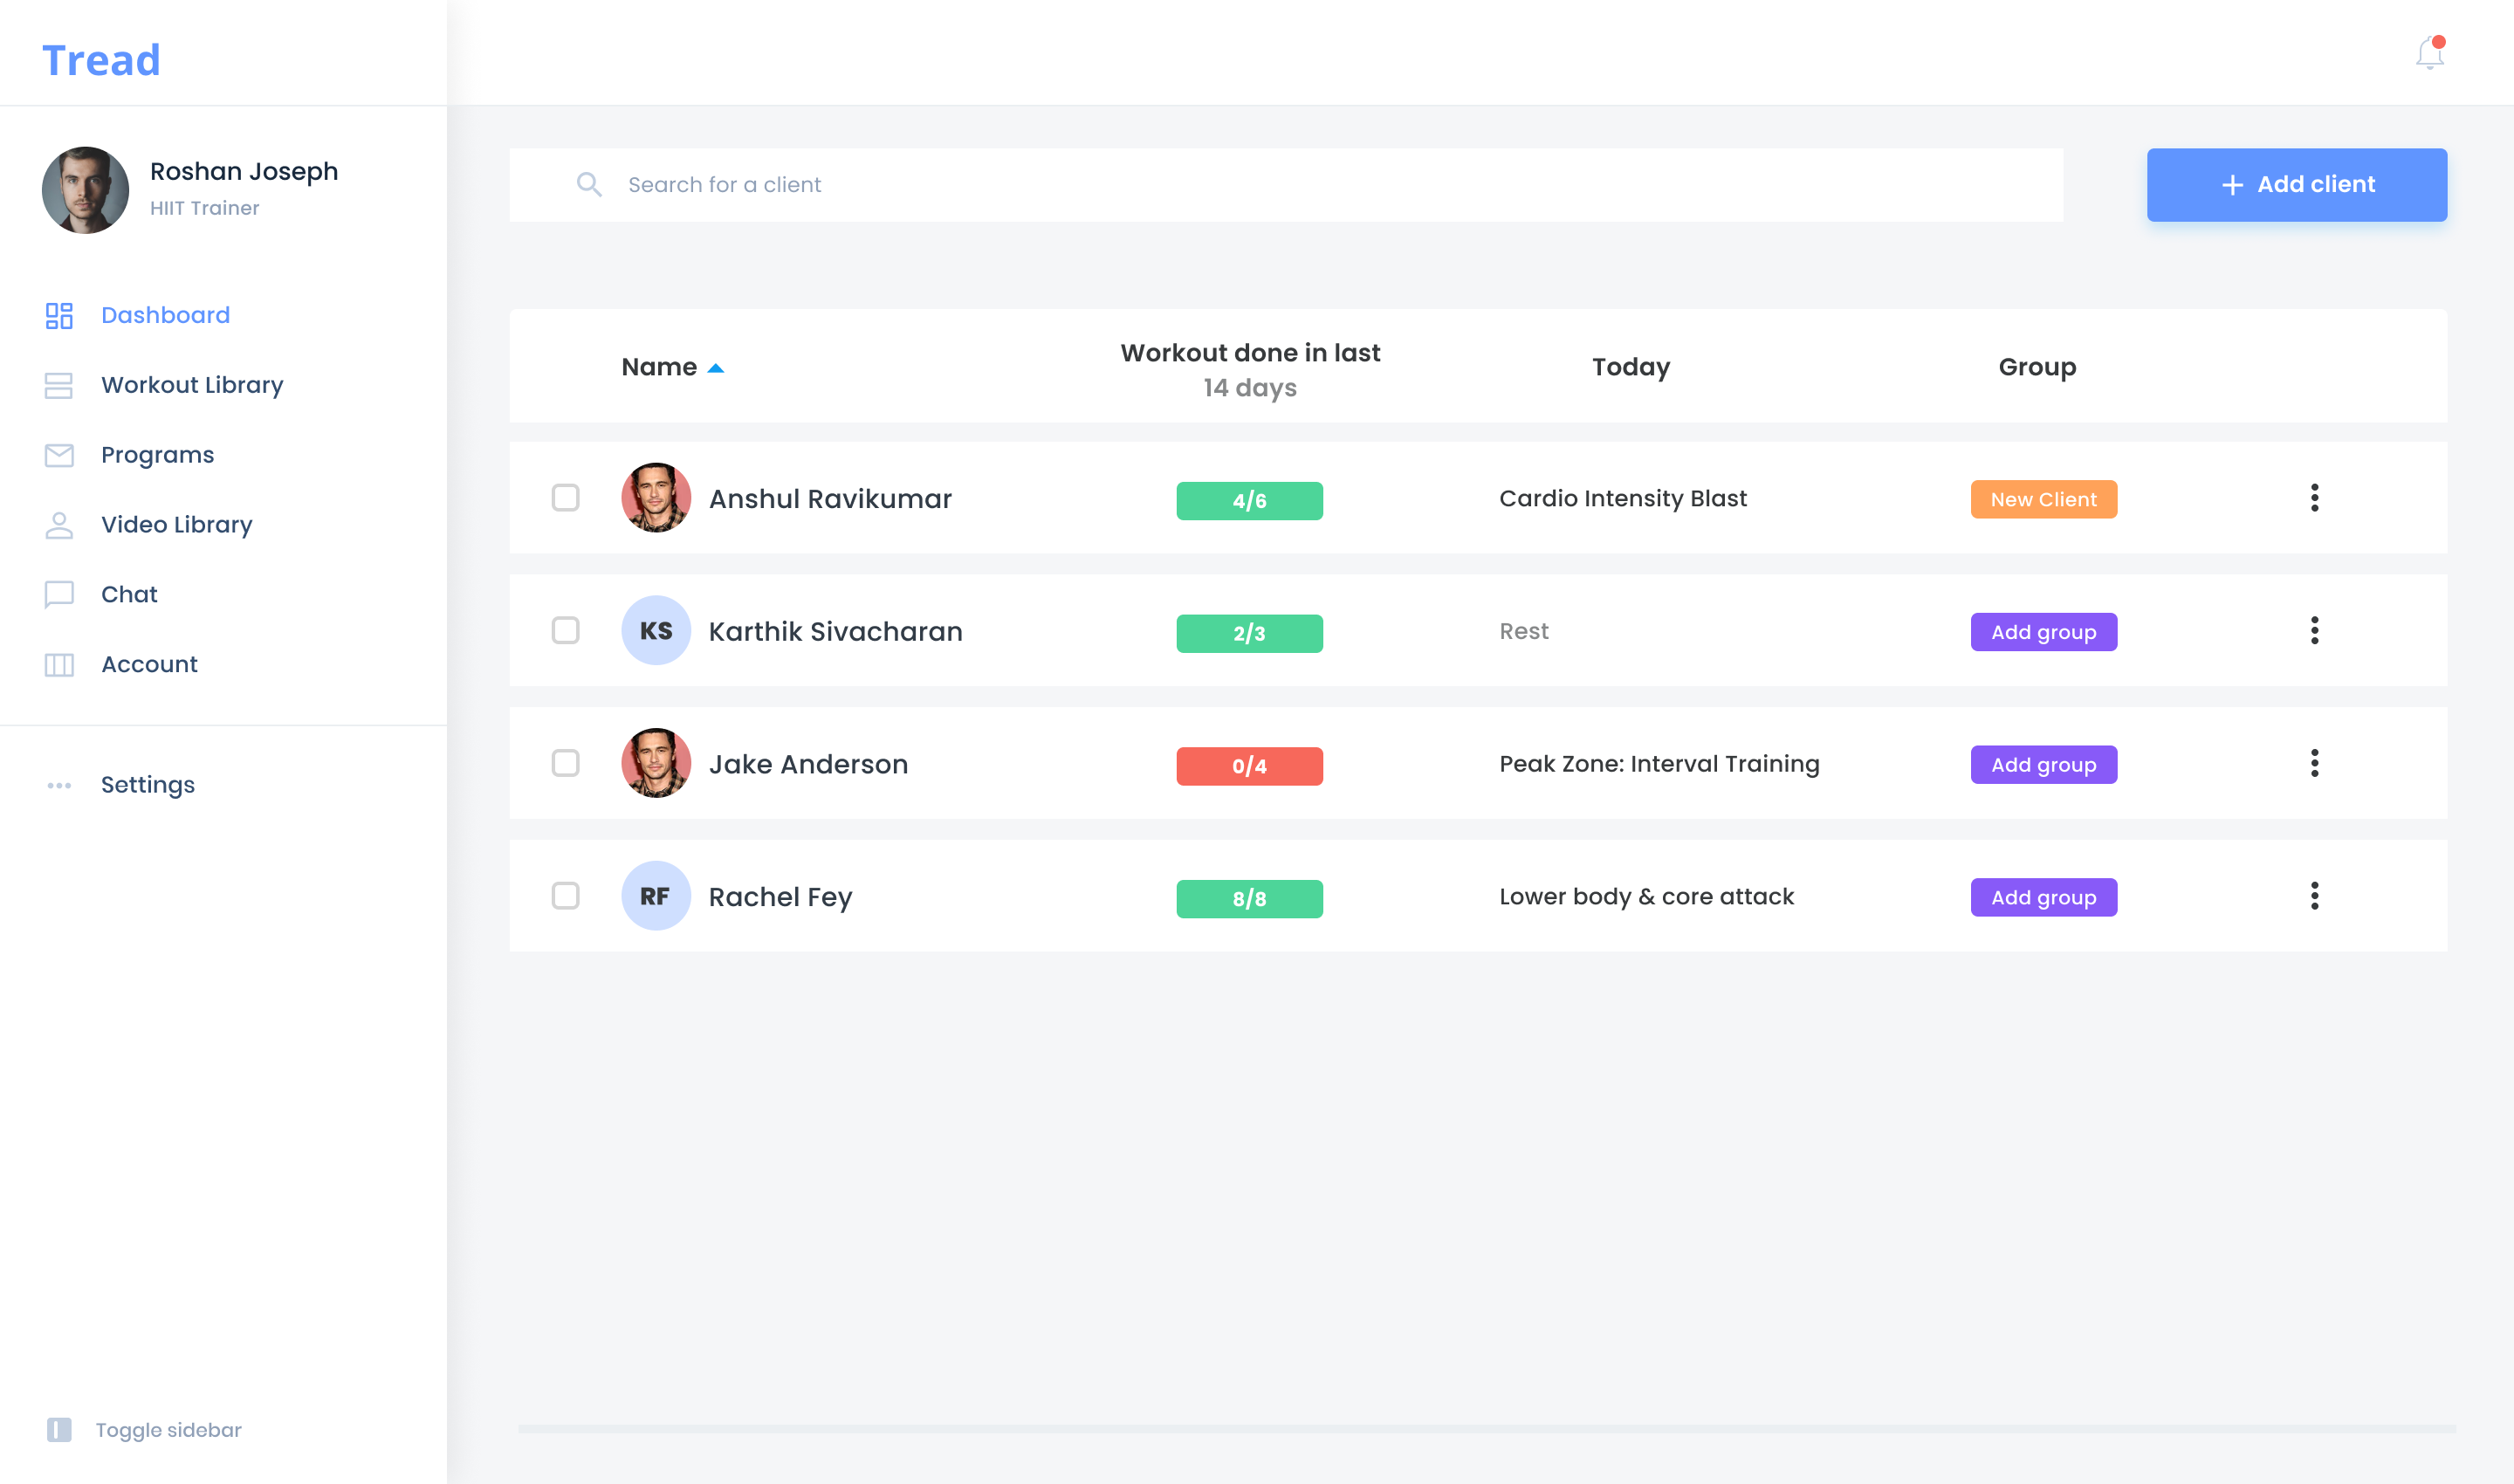 Tread
Roshan Joseph
HIIT Trainer
Dashboard
Workout Library
Programs
Video Library
Chat
Account
Settings
Toggle sidebar
Search for a client
+ Add client
Name
Workout done in last
14 days
Today
Group
Anshul Ravikumar
4/6
Cardio Intensity Blast
New Client
KS
Karthik Sivacharan
2/3
Rest
Add group
Jake Anderson
0/4
Peak Zone: Interval Training
Add group
RF
Rachel Fey
8/8
Lower body & core attack
Add group